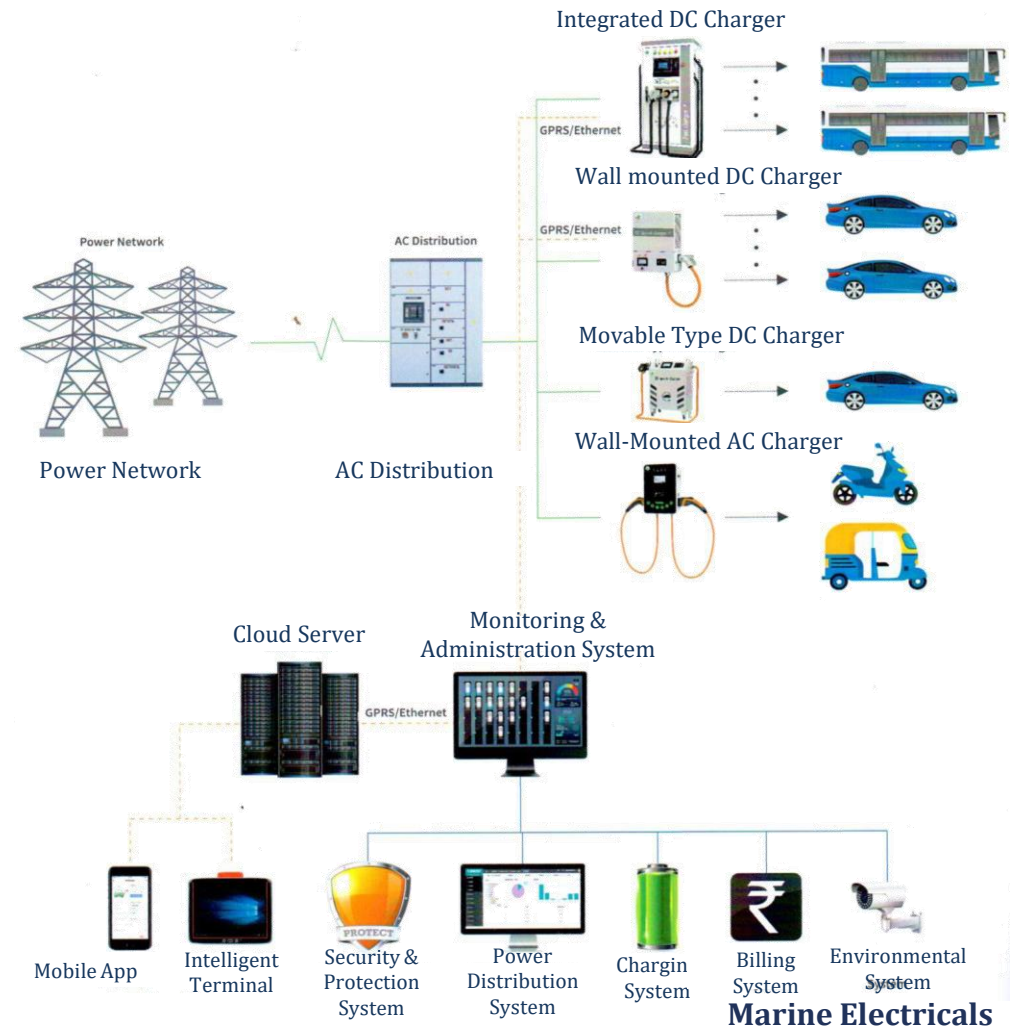 Integrated DC Charger
GPRS/Ethernet
Wall mounted DC Charger
GPRS/Ethernet
Power Network
AC Distribution
Movable Type DC Charger
Wall-Mounted AC Charger
Power Network
AC Distribution
Monitoring &
Administration System
Cloud Server
GPRS/Ethernet
PROTECT
₹
Mobile App
Intelligent
Terminal
Security &
Protection
System
Power
Distribution
System
Chargin
System
Billing
System
Environmental
System
Marine Electricals